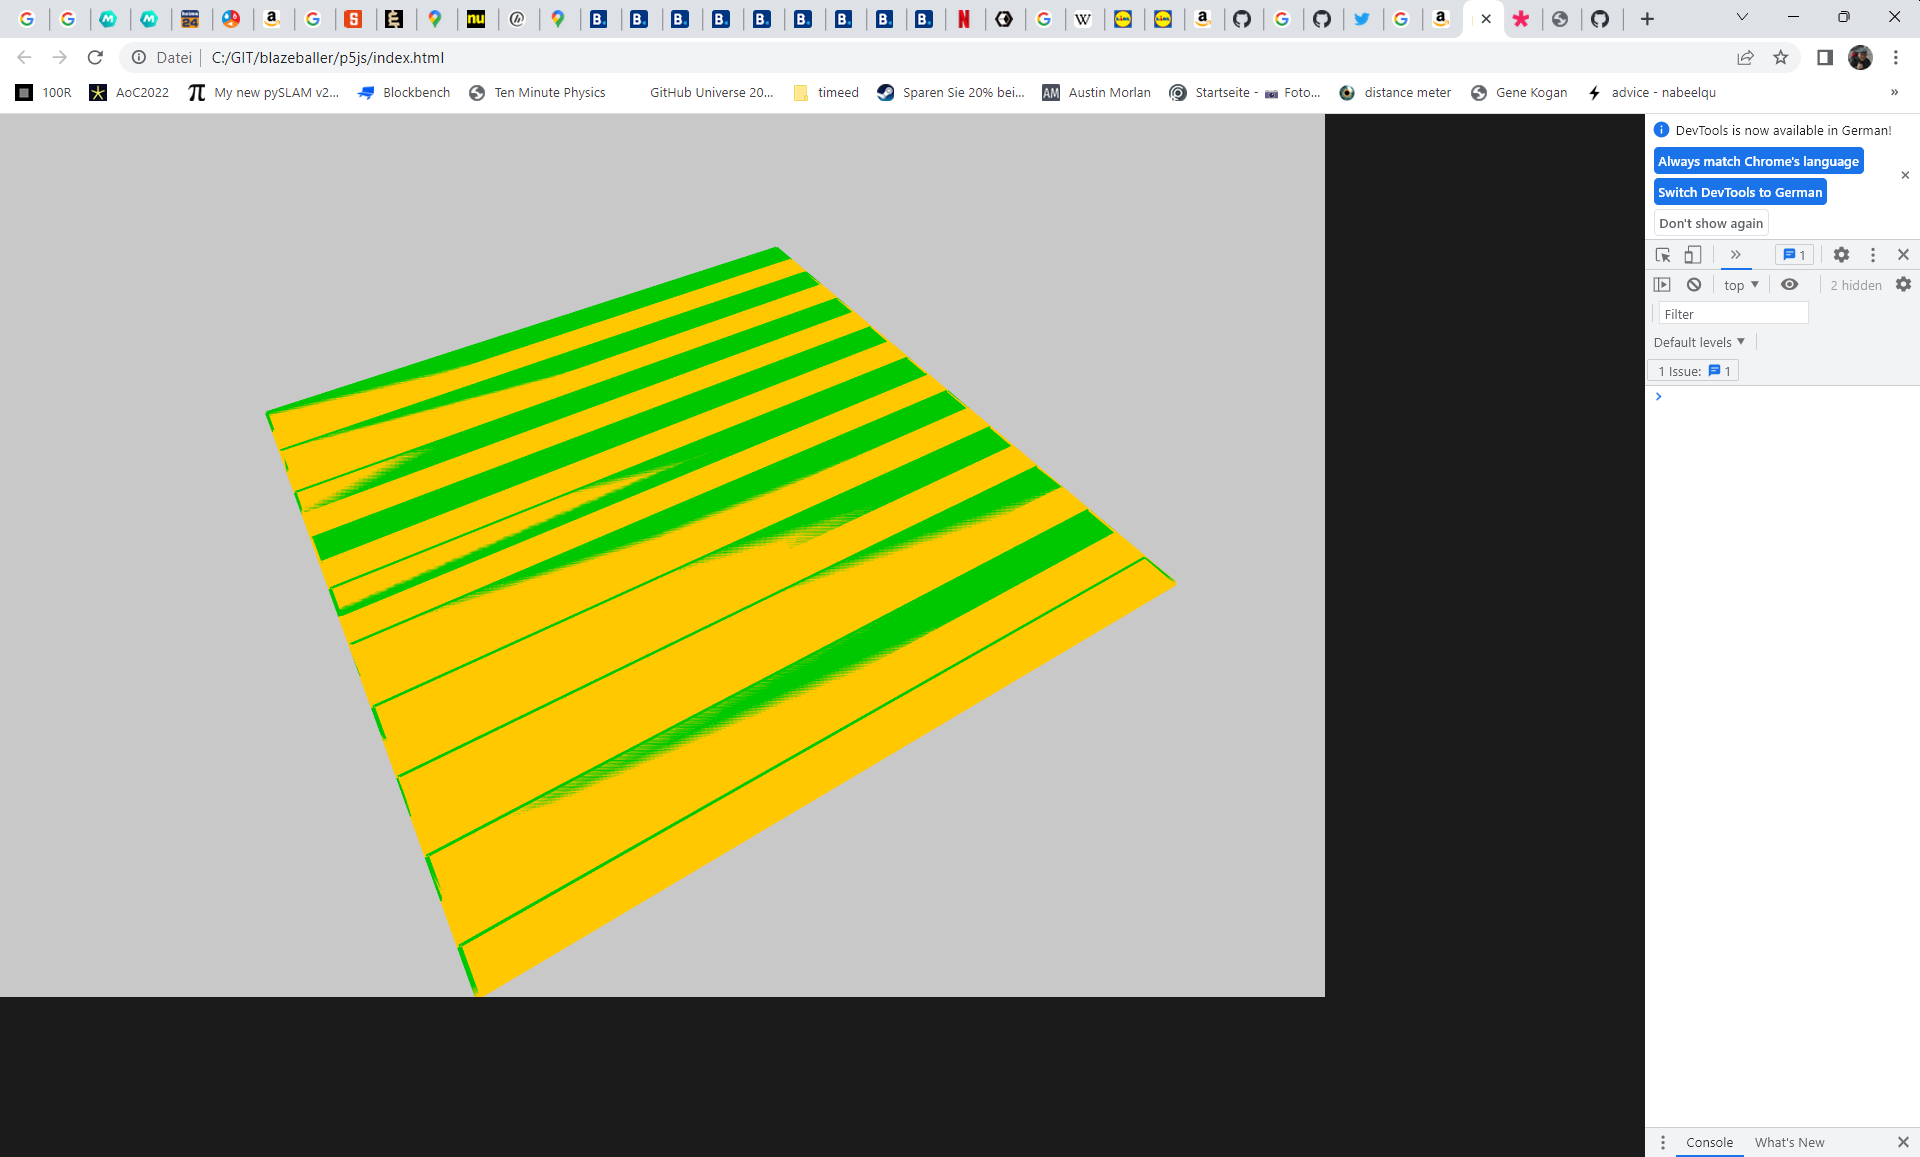 24
nu
B.
B.
B.
B.
B.
B.
B.
B.
B.
N
W
Datei
C:/GIT/blazeballer/p5js/index.html
100R
AoC2022
My new pySLAM v2...
Blockbench
Ten Minute Physics
GitHub Universe 20...
timeed
Sparen Sie 20% bei...
AM Austin Morlan
Startseite - 📷 Foto...
distance meter
Gene Kogan
advice - nabeelqu
»
DevTools is now available in German!
Always match Chrome's language
Switch DevTools to German
Don't show again
1
top
2 hidden
Filter
Default levels
1 Issue: 1
Console
What's New